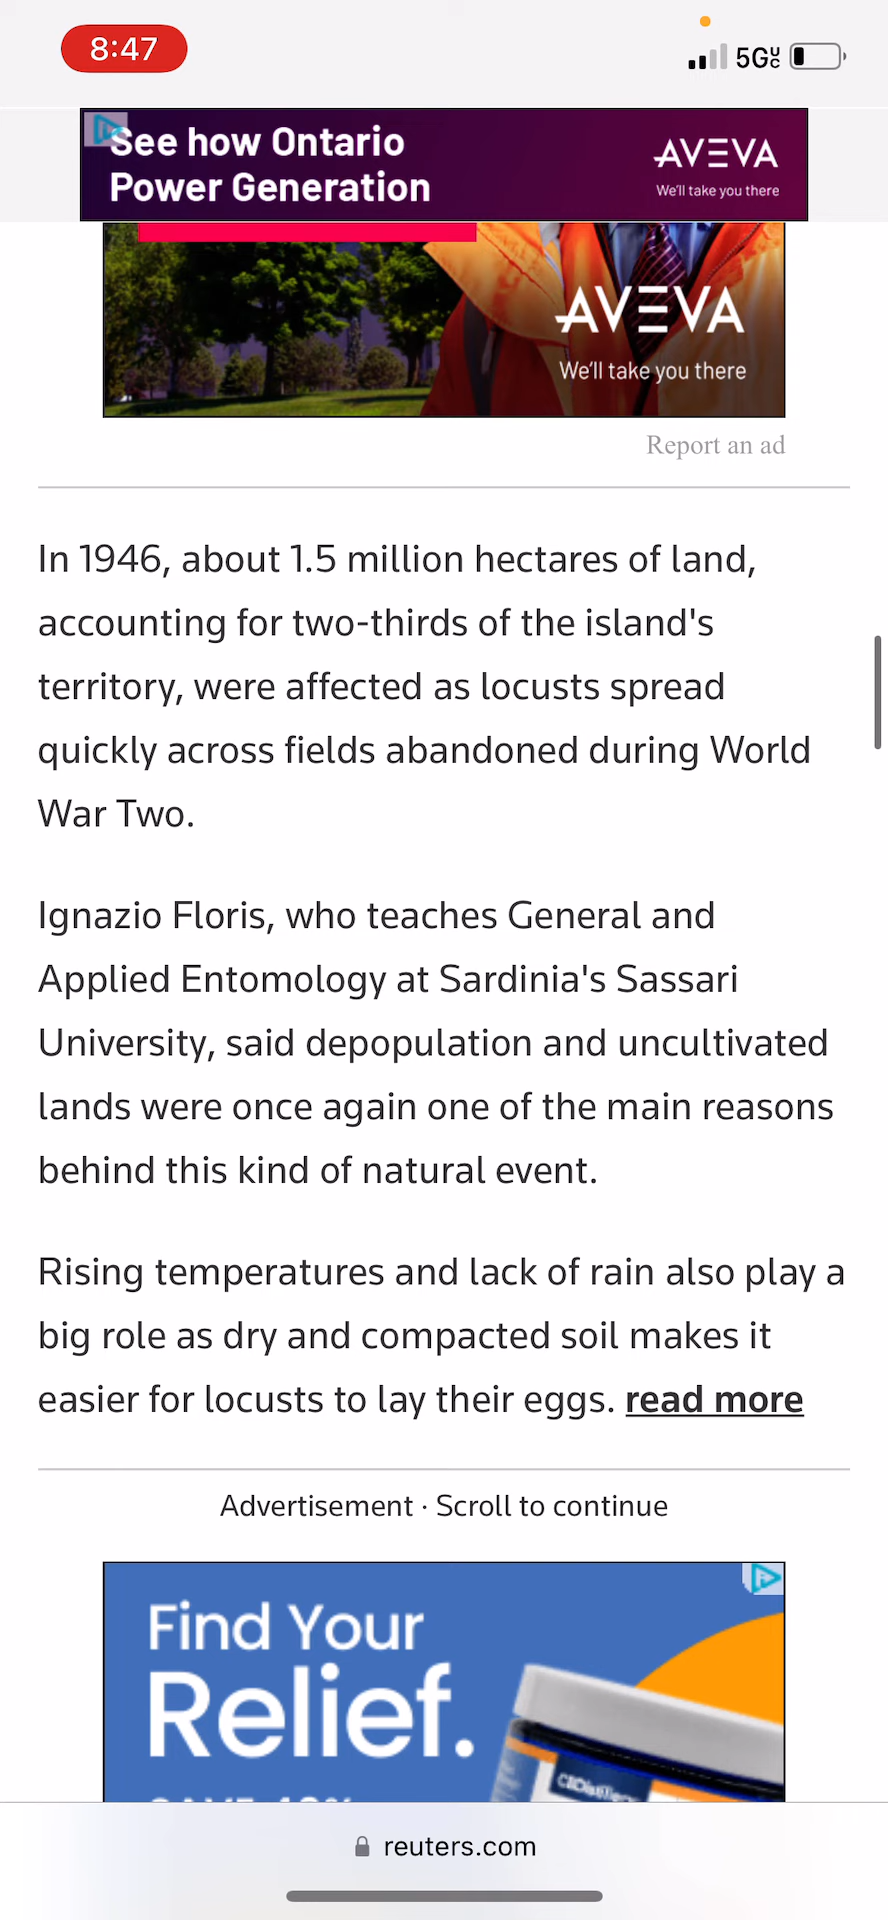 8:47
5G UC
See how Ontario
Power Generation
AVEVA
We'll take you there
AVEVA
We'll take you there
Report an ad
In 1946, about 1.5 million hectares of land,
accounting for two-thirds of the island's
territory, were affected as locusts spread
quickly across fields abandoned during World
War Two.
Ignazio Floris, who teaches General and
Applied Entomology at Sardinia's Sassari
University, said depopulation and uncultivated
lands were once again one of the main reasons
behind this kind of natural event.
Rising temperatures and lack of rain also play a
big role as dry and compacted soil makes it
easier for locusts to lay their eggs. read more
Advertisement · Scroll to continue
Find Your
Relief.
reuters.com